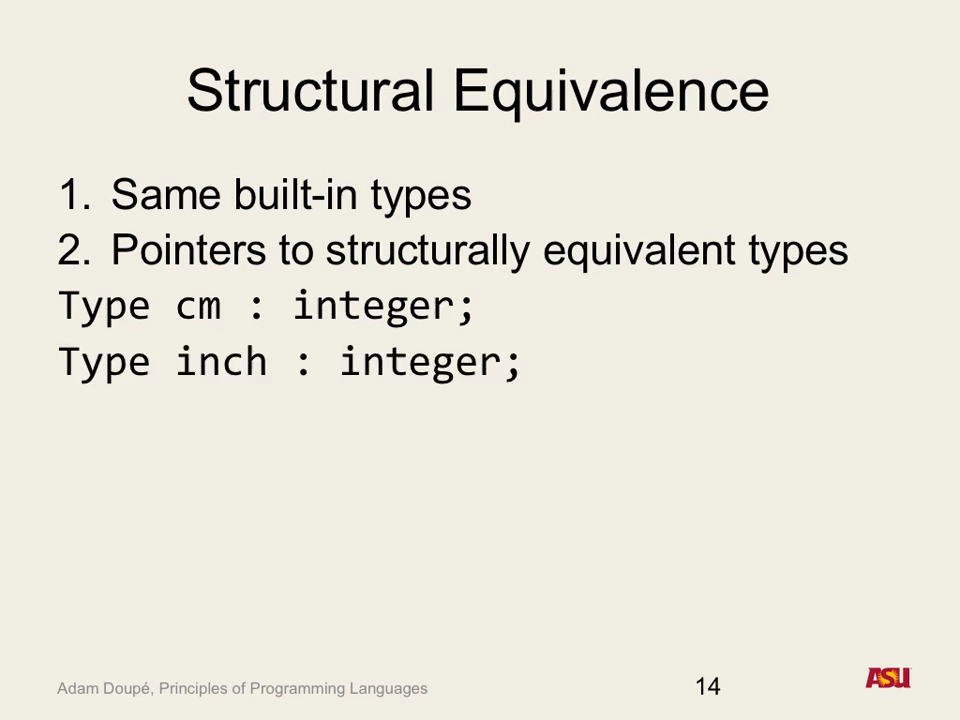 Structural Equivalence
1. Same built-in types
2. Pointers to structurally equivalent types
Type cm : integer;
Type inch : integer;
Adam Doupé, Principles of Programming Languages
14
ASU